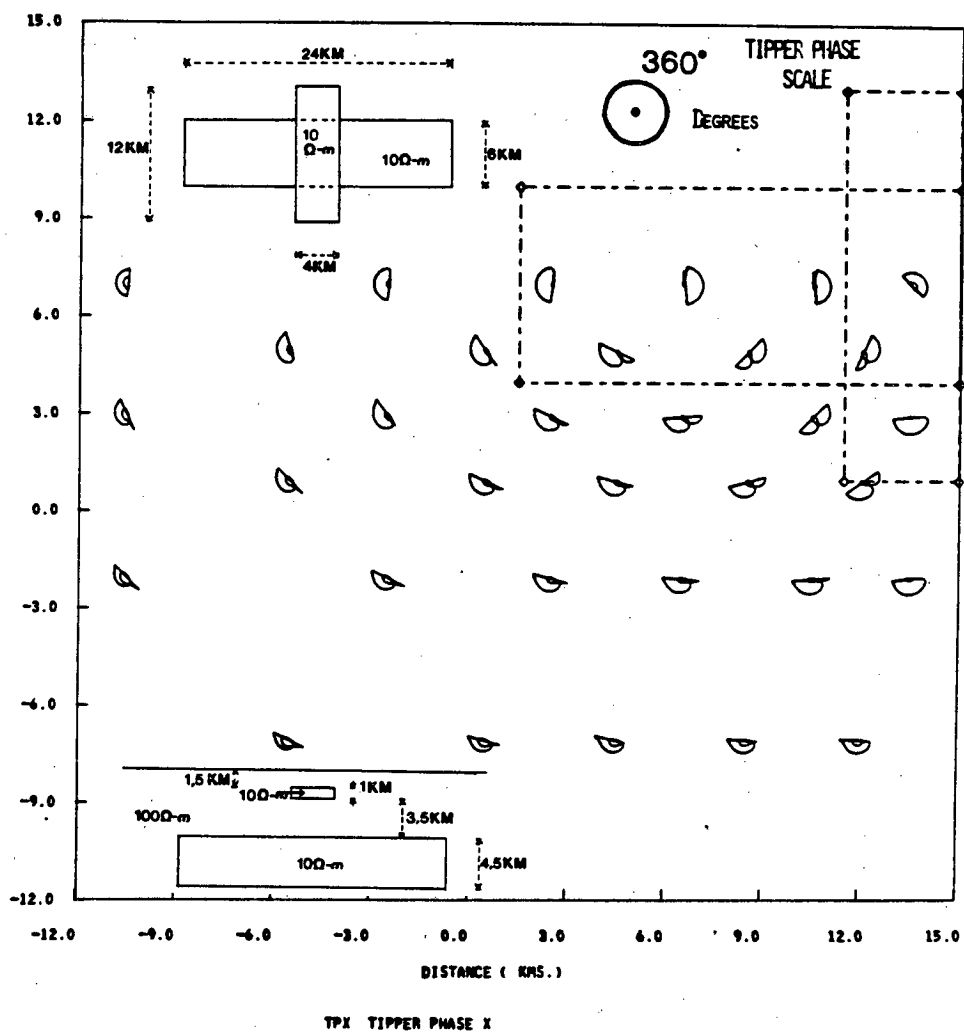 15.0
24KM
360°
TIPPER PHASE
SCALE
DEGREES
12.0
12KM
10
Ω-m
10Ω-m
6KM
9.0
4KM
6.0
3.0
0.0
-3.0
-6.0
1,5KM
10Ω-m
1KM
-9.0
100Ω-m
3,5KM
10Ω-m
4,5KM
-12.0
-12.0 -9.0 -6.0 -3.0 0.0 3.0 6.0 9.0 12.0 15.0
DISTANCE ( KMS.)
TPX TIPPER PHASE X